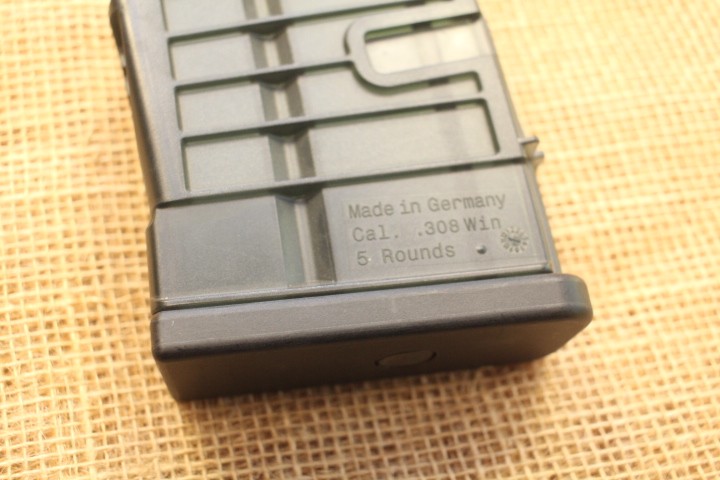 Made in Germany
Cal. .308 Win
5 Rounds